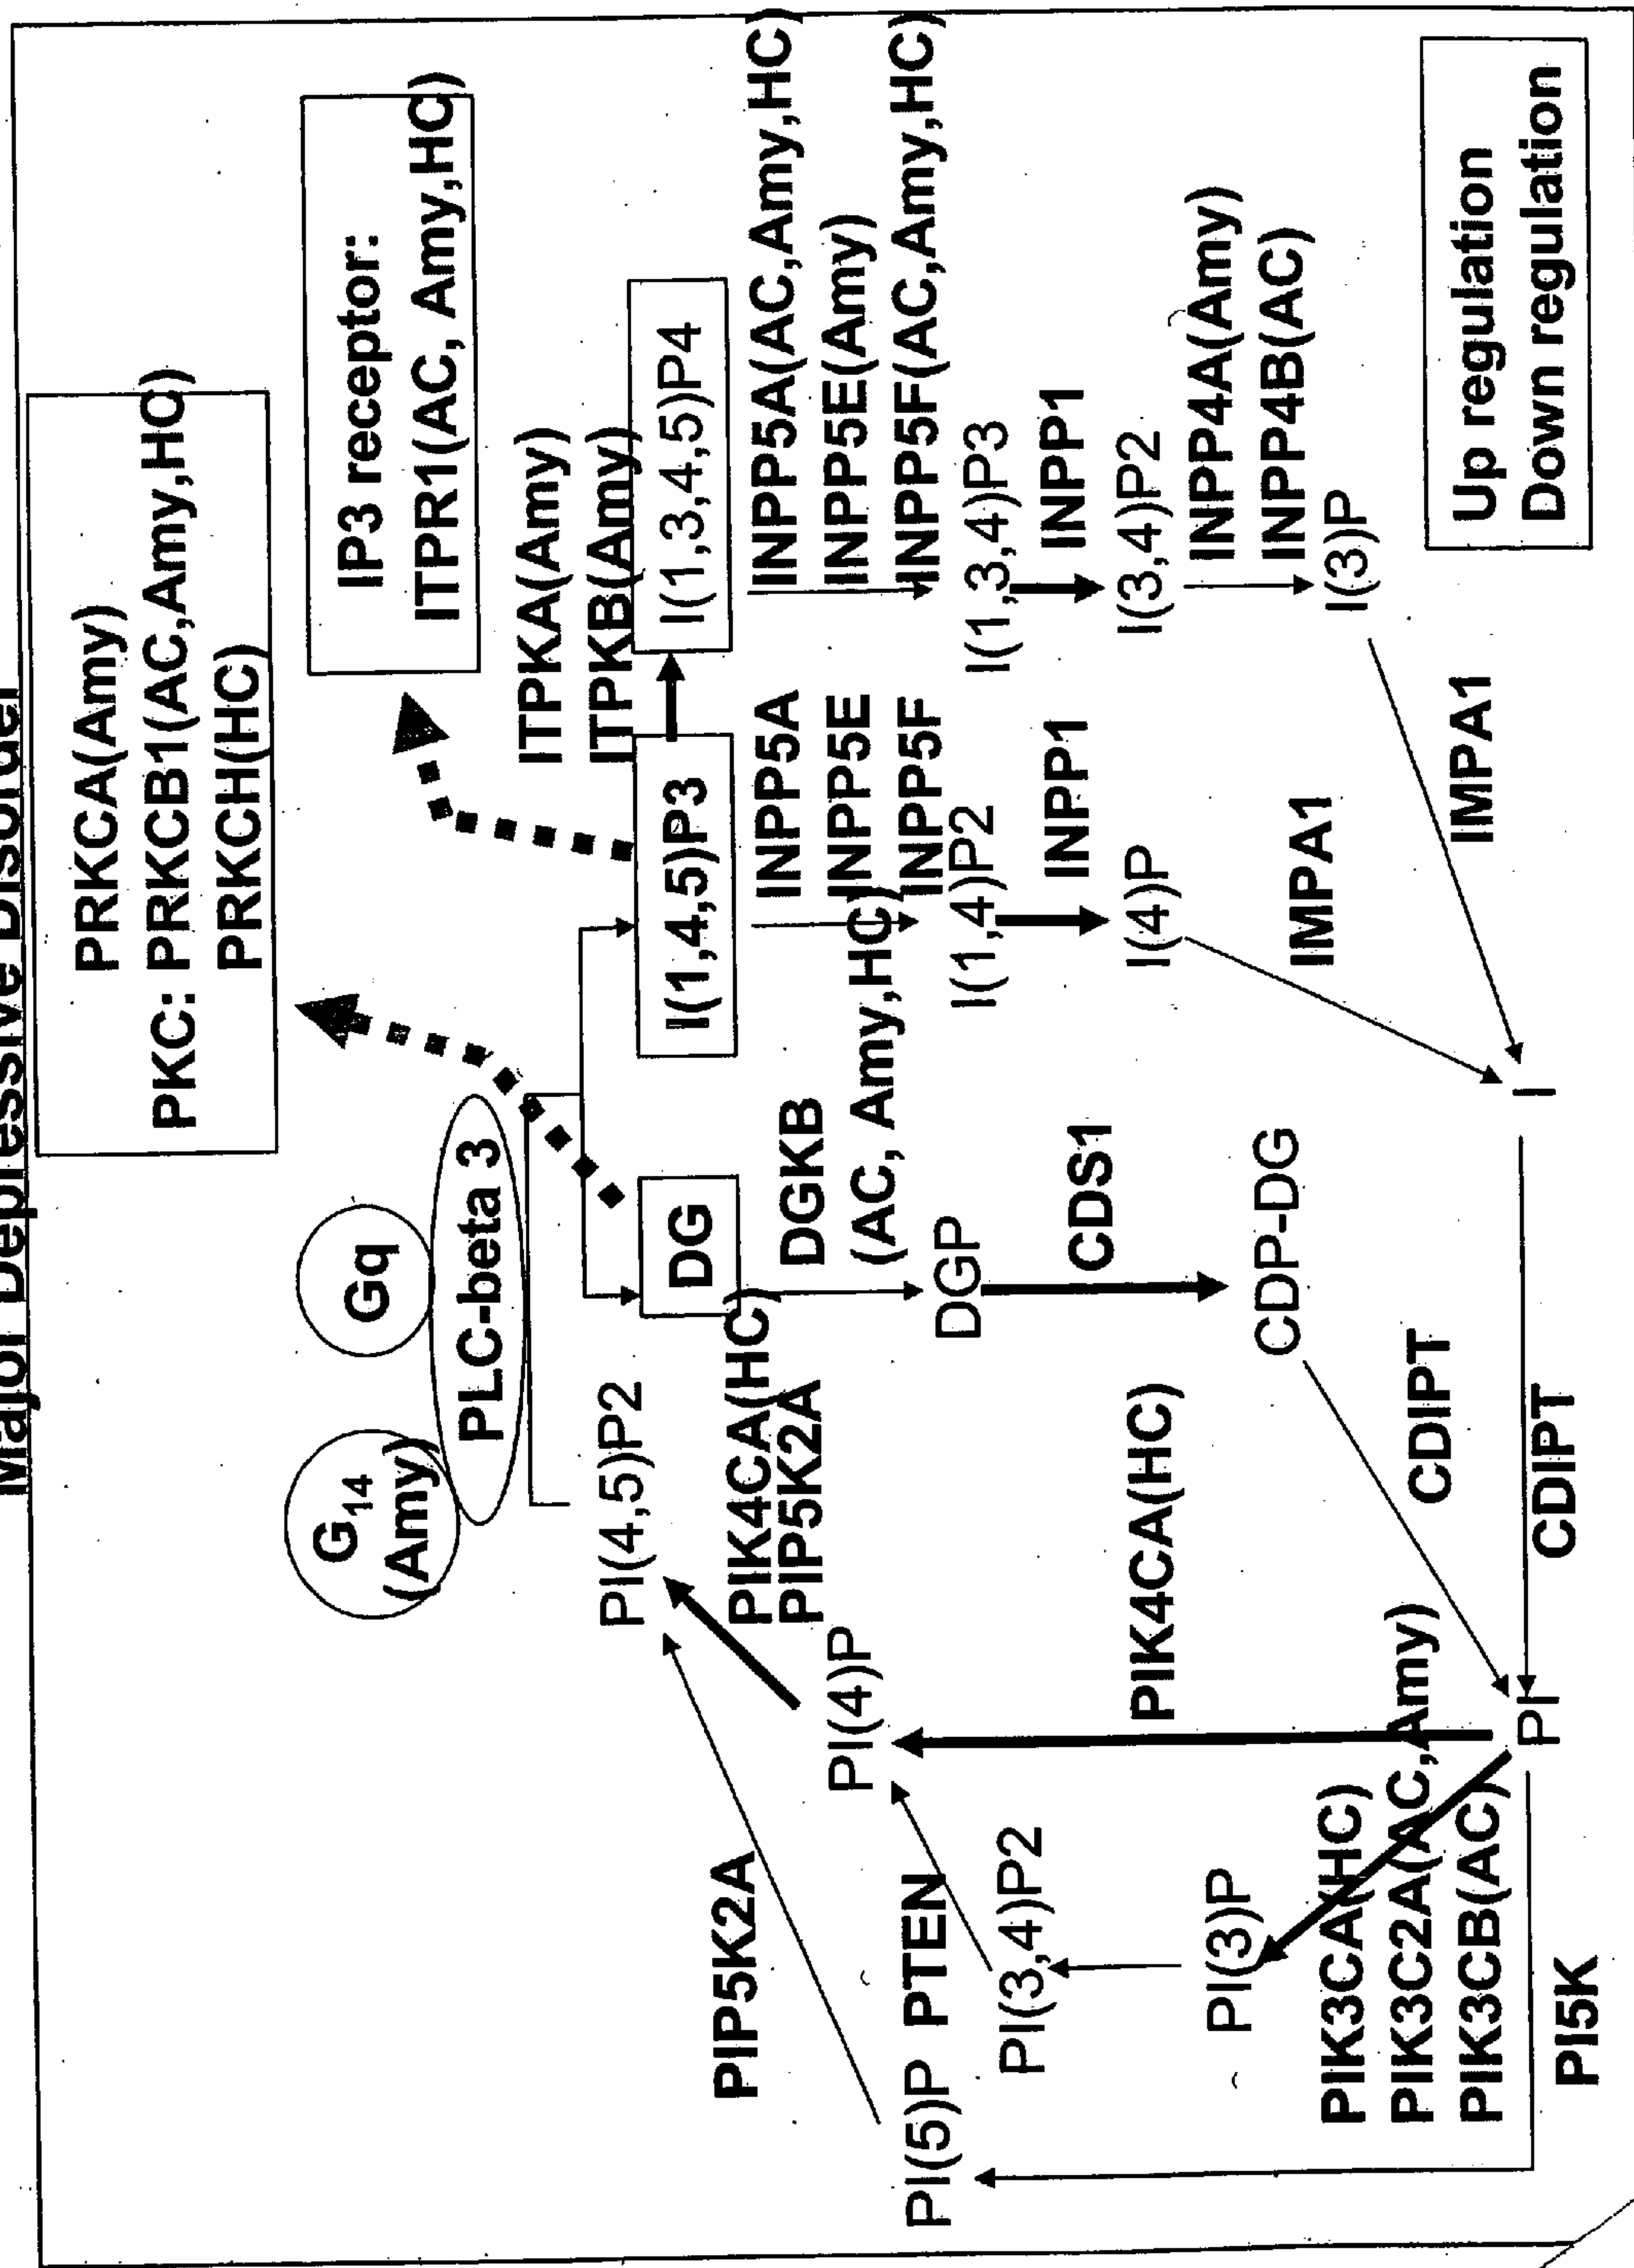 Major Depressive Disorder
PRKCA(Amy)
PKC: PRKCB1(AC,Amy,HC)
PRKCH(HC)
G14
(Amy)
Gq
PLC-beta 3
IP3 receptor:
ITPR1(AC, Amy,HC)
ITPKA(Amy)
ITPKB(Amy)
PI(4,5)P2
DG
I(1,4,5)P3
I(1,3,4,5)P4
PIP5K2A
PIK4CA(HC)
PIP5K2A
DGKB
(AC, Amy,HC)
INPP5A
INPP5E
INPP5F
INPP5A(AC,Amy,HC)
INPP5E(Amy)
INPP5F(AC,Amy,HC)
PI(5)P
PTEN
PI(4)P
DGP
I(1,4)P2
I(1,3,4)P3
PI(3,4)P2
CDS1
INPP1
INPP1
PIK4CA(HC)
I(4)P
I(3,4)P2
PI(3)P
CDP-DG
INPP4A(Amy)
INPP4B(AC)
IMPA1
I(3)P
PIK3CA(HC)
PIK3C2A(AC,Amy)
PIK3CB(AC)
CDIPT
IMPA1
PI
I
PI5K
CDIPT
Up regulation
Down regulation